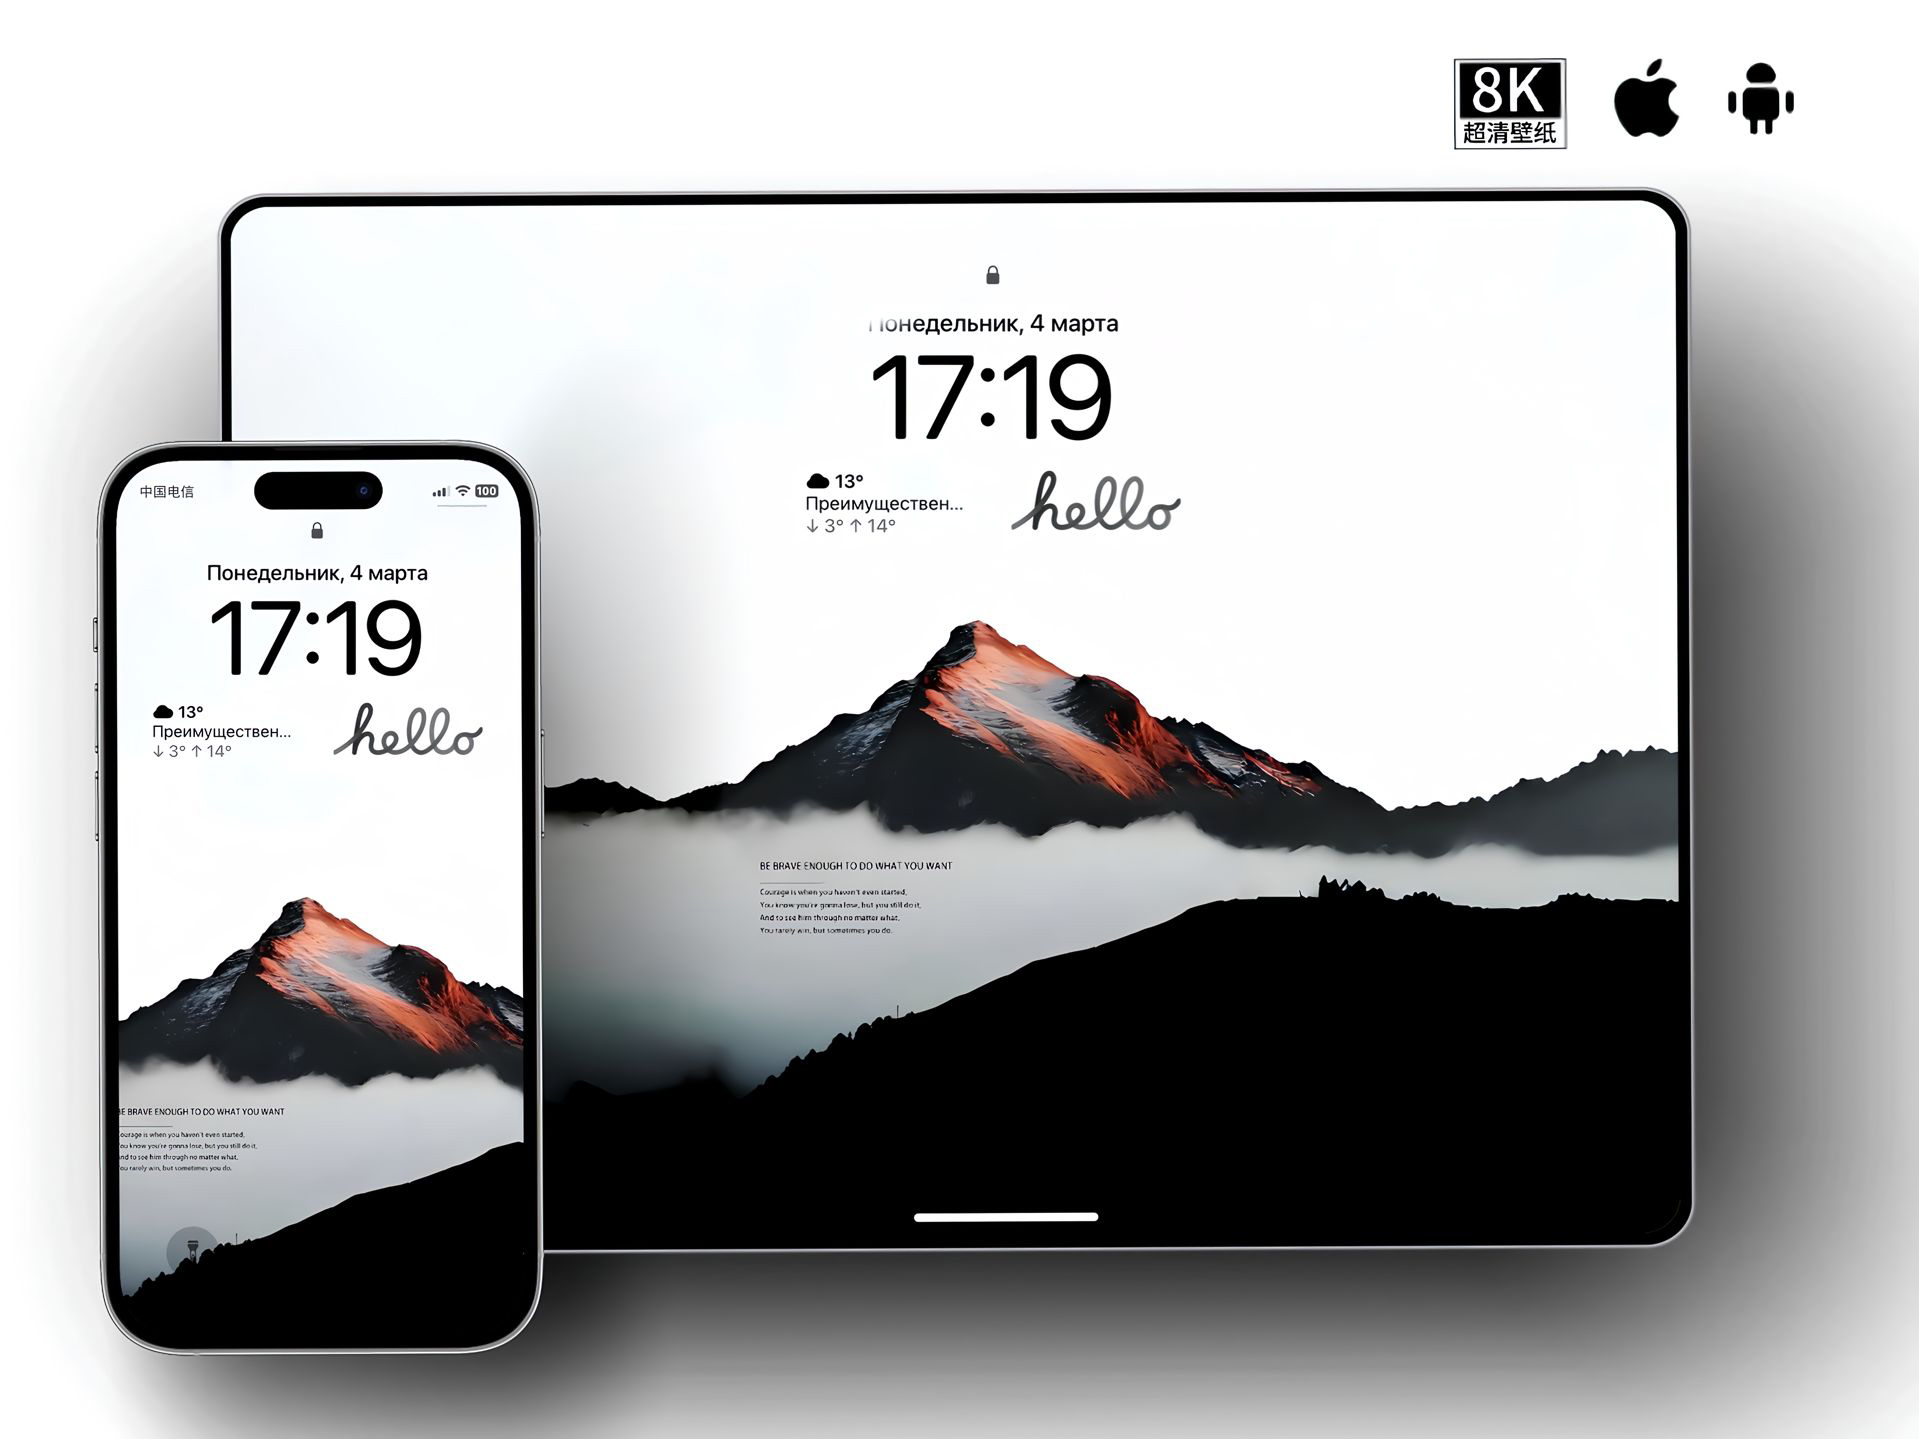 8K
超清壁纸
Понедельник, 4 марта
17:19
13°
Преимуществен...
↓ 3° ↑ 14°
hello
BE BRAVE ENOUGH TO DO WHAT YOU WANT
Courage is when you haven't even started,
You know you're gonna lose, but you still do it,
And to see him through no matter what.
You rarely win, but sometimes you do.
中国电信
100
Понедельник, 4 марта
17:19
13°
Преимуществен...
↓ 3° ↑ 14°
hello
BE BRAVE ENOUGH TO DO WHAT YOU WANT
ourage is when you haven't even started,
ou know you're gonna lose, but you still do it,
nd to see him through no matter what.
ou rarely win, but sometimes you do.